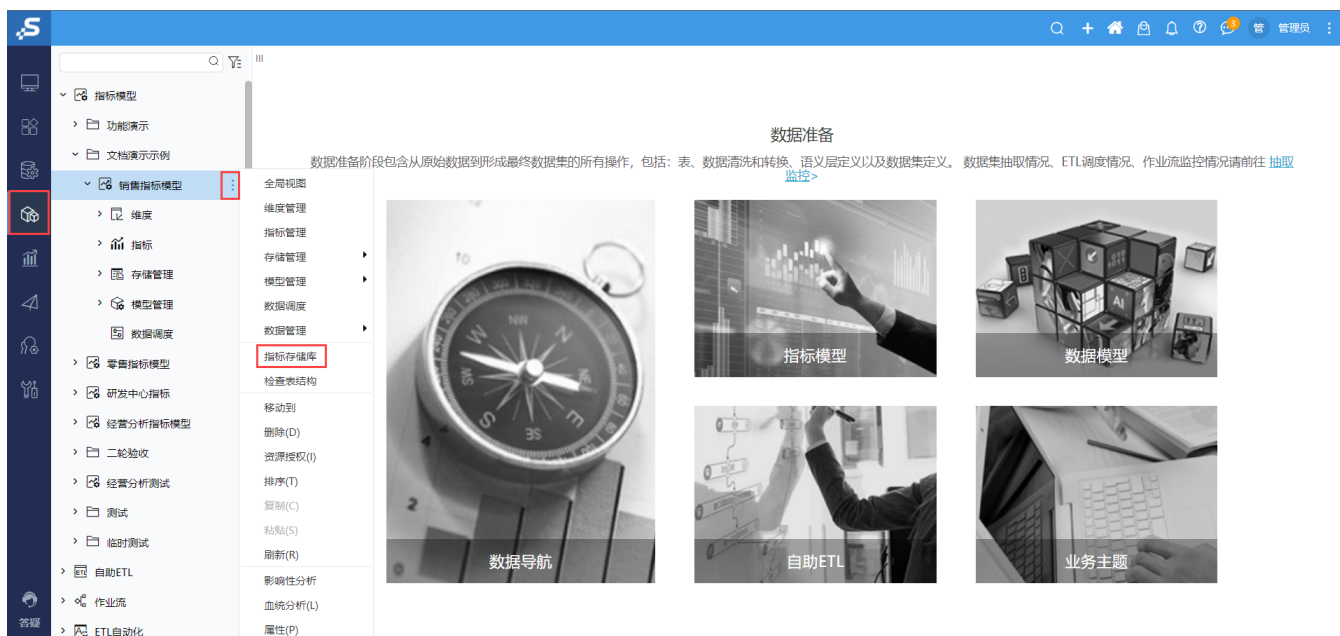 3
管
管理员
指标模型
功能演示
文档演示示例
销售指标模型
维度
指标
存储管理
模型管理
数据调度
零售指标模型
研发中心指标
经营分析指标模型
二轮验收
经营分析测试
测试
临时测试
ETL
自助ETL
作业流
ETL自动化
答疑
全局视图
维度管理
指标管理
存储管理
模型管理
数据调度
数据管理
指标存储库
检查表结构
移动到
删除(D)
资源授权(I)
排序(T)
复制(C)
粘贴(S)
刷新(R)
影响性分析
血统分析(L)
属性(P)
数据准备
数据准备阶段包含从原始数据到形成最终数据集的所有操作，包括：表、数据清洗和转换、语义层定义以及数据集定义。 数据集抽取情况、ETL调度情况、作业流监控情况请前往 抽取
监控>
10
NW
W
SW
NE
SE
3S
4
2
0
数据导航
指标模型
AI
数据模型
自助ETL
业务主题